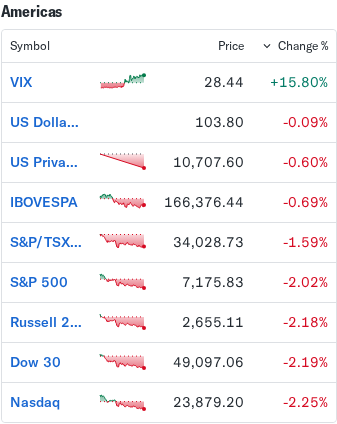 Americas
Symbol Price Change %
VIX 28.44 +15.80%
US Dolla... 103.80 -0.09%
US Priva... 10,707.60 -0.60%
IBOVESPA 166,376.44 -0.69%
S&P/TSX... 34,028.73 -1.59%
S&P 500 7,175.83 -2.02%
Russell 2... 2,655.11 -2.18%
Dow 30 49,097.06 -2.19%
Nasdaq 23,879.20 -2.25%